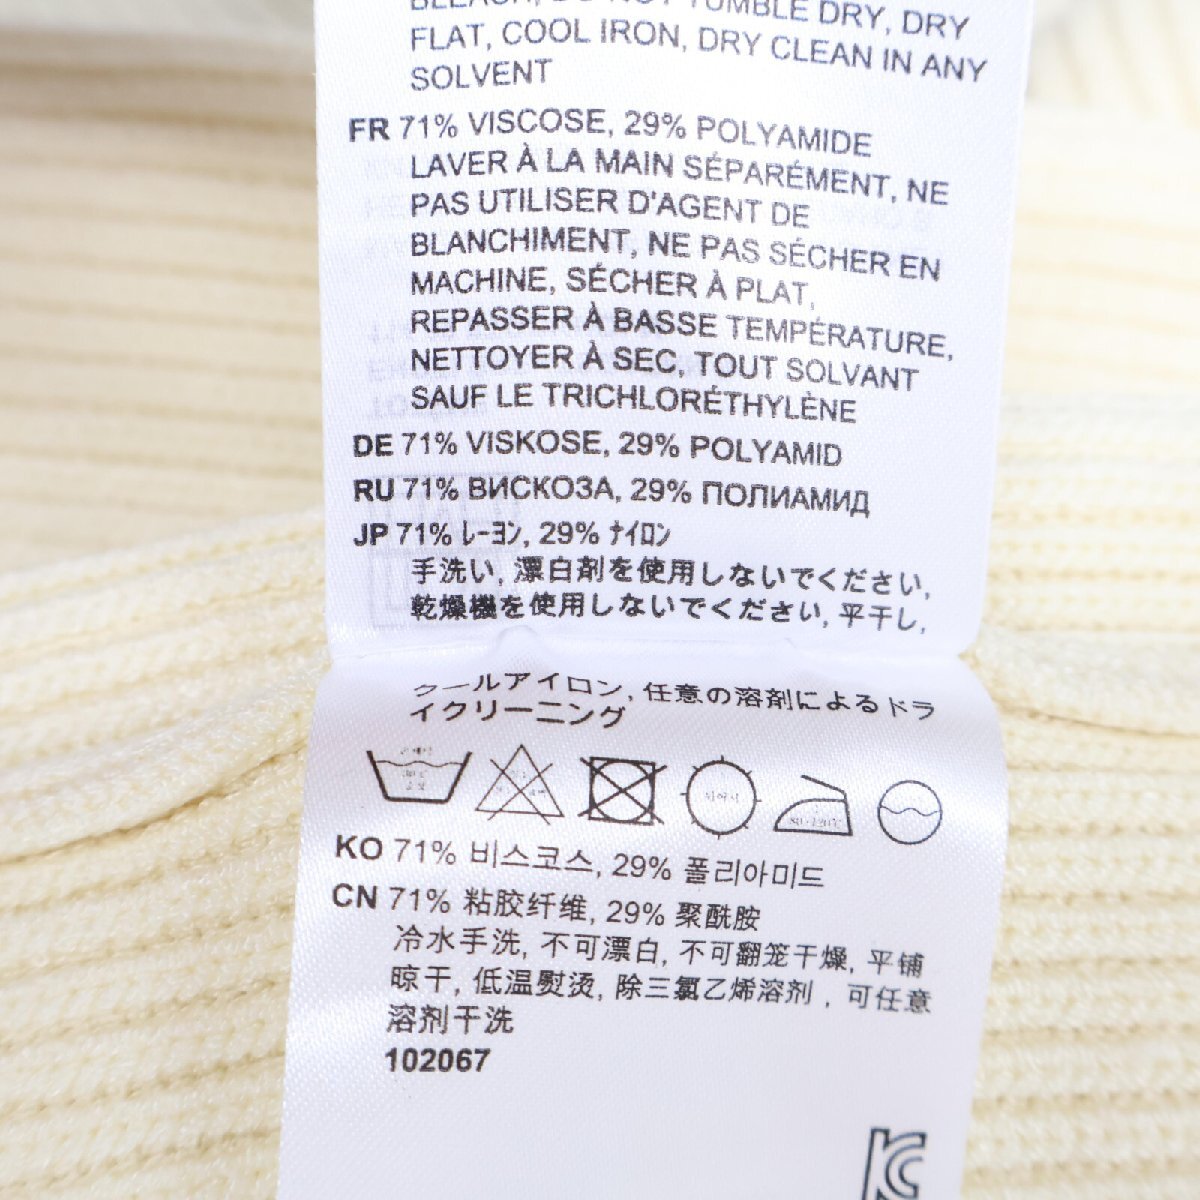 BLEACH, DO NOT TUMBLE DRY, DRY
FLAT, COOL IRON, DRY CLEAN IN ANY
SOLVENT
FR 71% VISCOSE, 29% POLYAMIDE
LAVER À LA MAIN SÉPARÉMENT, NE
PAS UTILISER D'AGENT DE
BLANCHIMENT, NE PAS SÉCHER EN
MACHINE, SÉCHER À PLAT,
REPASSER À BASSE TEMPÉRATURE,
NETTOYER À SEC, TOUT SOLVANT
SAUF LE TRICHLORÉTHYLÈNE
DE 71% VISKOSE, 29% POLYAMID
RU 71% ВИСКОЗА, 29% ПОЛИАМИД
JP 71% ﾚｰﾖﾝ, 29% ﾅｲﾛﾝ
手洗い, 漂白剤を使用しないでください,
乾燥機を使用しないでください, 平干し,
クールアイロン, 任意の溶剤によるドラ
イクリーニング
KO 71% 비스코스, 29% 폴리아미드
CN 71% 粘胶纤维, 29% 聚酰胺
冷水手洗, 不可漂白, 不可翻笼干燥, 平铺
晾干, 低温熨烫, 除三氯乙烯溶剂 , 可任意
溶剂干洗
102067